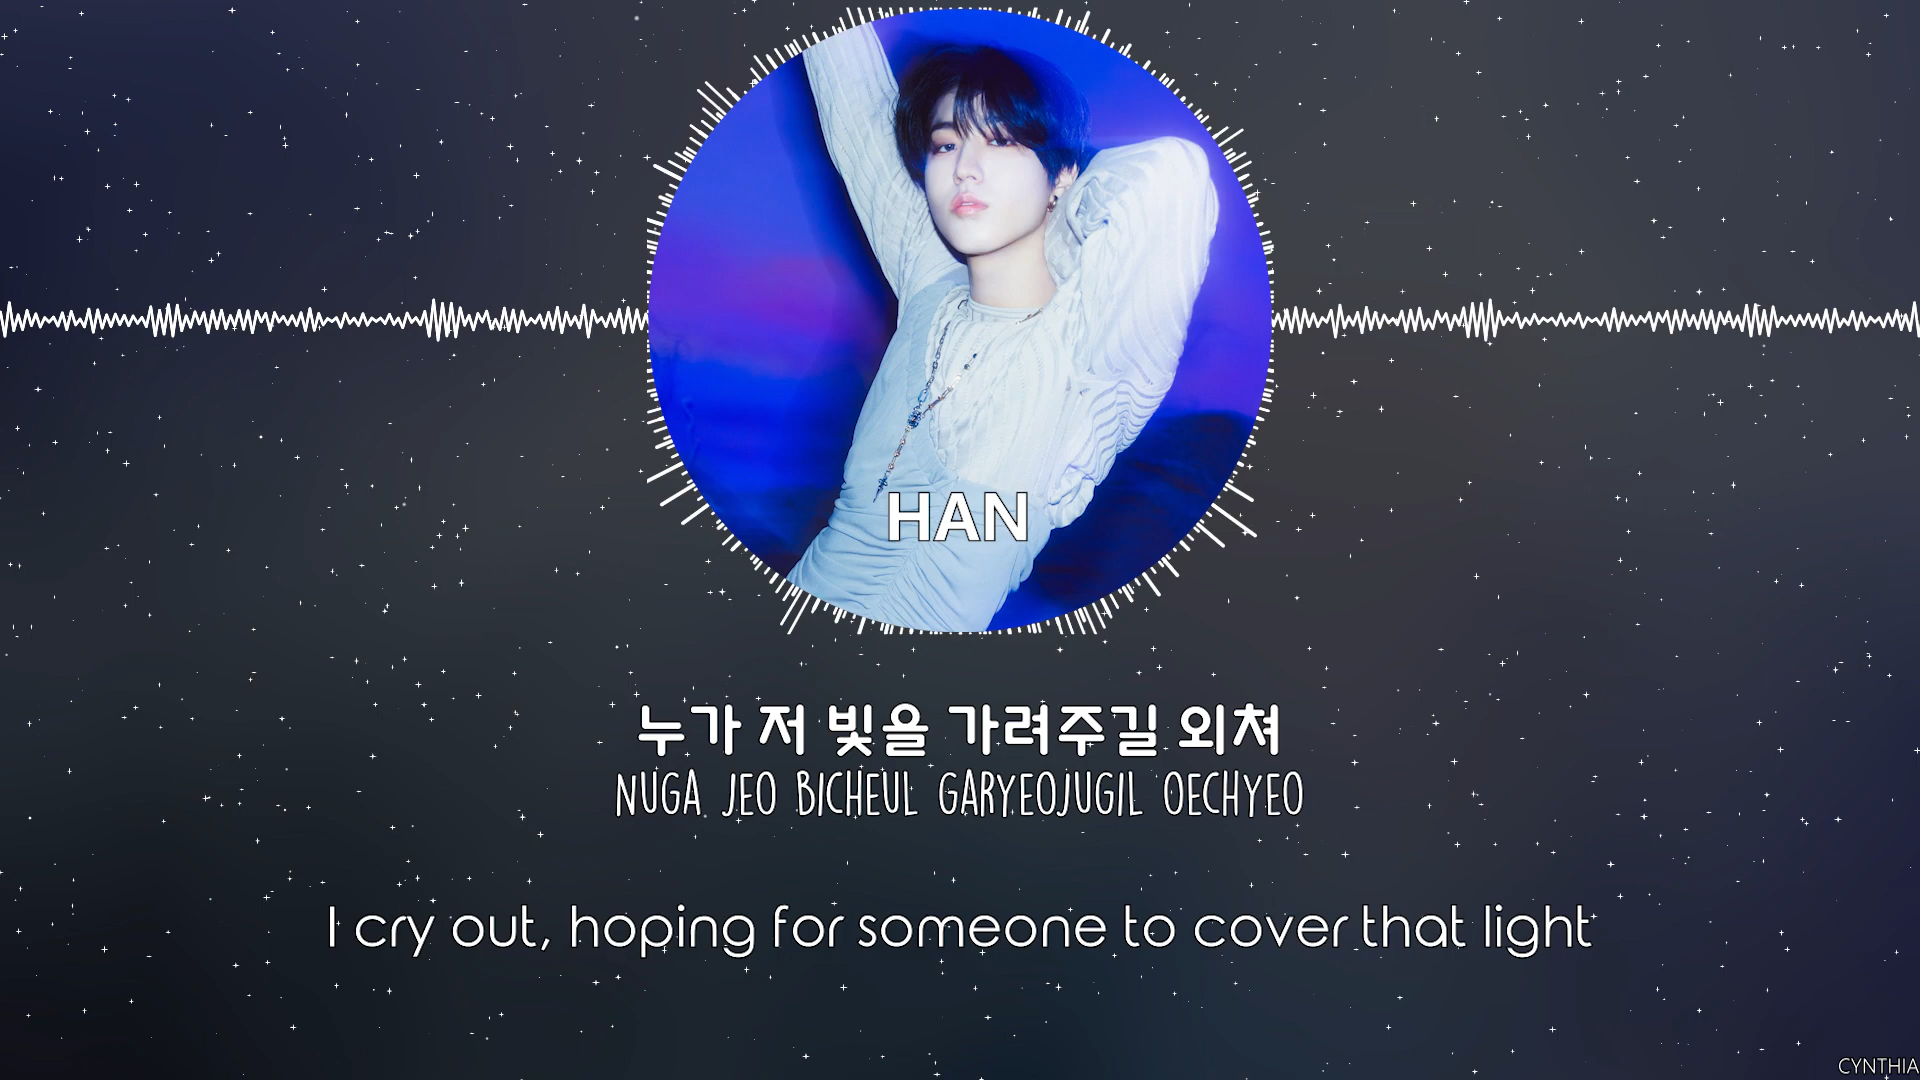 HAN
누가 저 빛을 가려주길 외쳐
NUGA JEO BICHEUL GARYEOJUGIL OECHYEO
I cry out, hoping for someone to cover that light
CYNTHIA